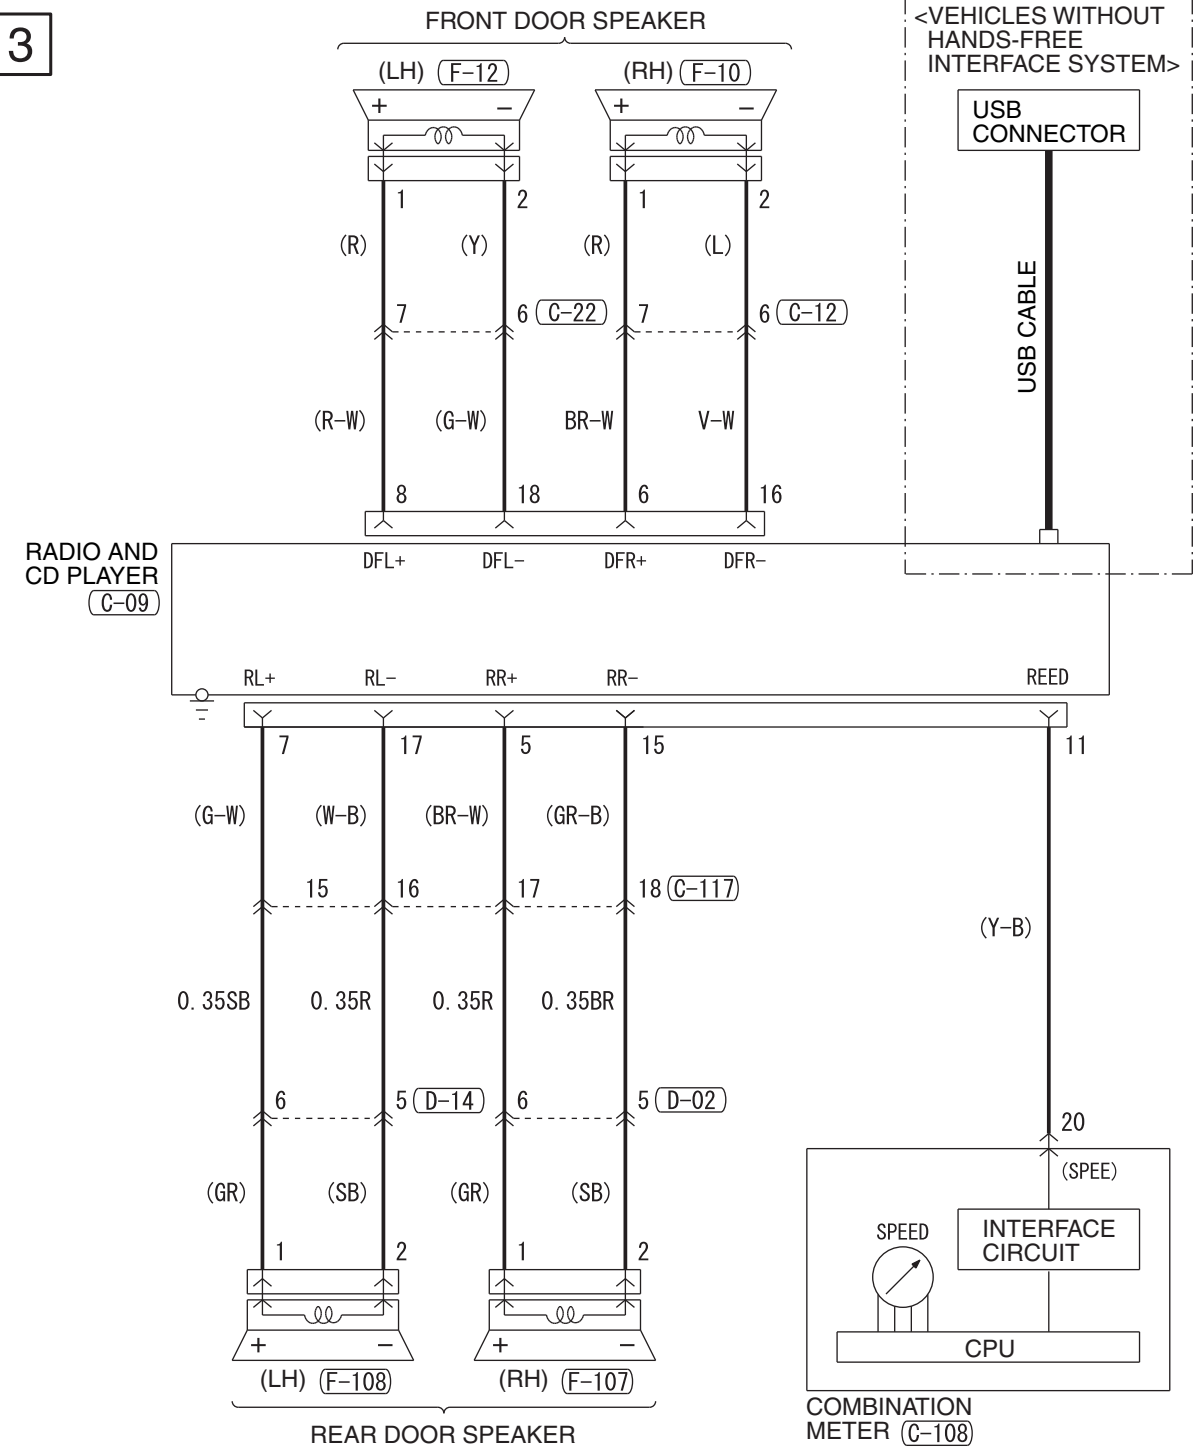 3
FRONT DOOR SPEAKER
<VEHICLES WITHOUT
HANDS-FREE
INTERFACE SYSTEM>
(LH) F-12 (RH) F-10
+ − + −
USB
CONNECTOR
1 2 1 2
(R) (Y) (R) (L)
USB CABLE
7 6 C-22 7 6 C-12
(R-W) (G-W) BR-W V-W
8 18 6 16
RADIO AND
CD PLAYER
C-09
DFL+ DFL- DFR+ DFR-
RL+ RL- RR+ RR- REED
7 17 5 15 11
(G-W) (W-B) (BR-W) (GR-B)
15 16 17 18 C-117
(Y-B)
0.35SB 0.35R 0.35R 0.35BR
6 5 D-14 6 5 D-02
20
(SPEE)
(GR) (SB) (GR) (SB)
SPEED
INTERFACE
CIRCUIT
1 2 1 2
CPU
+ − + −
(LH) F-108 (RH) F-107
REAR DOOR SPEAKER
COMBINATION
METER C-108